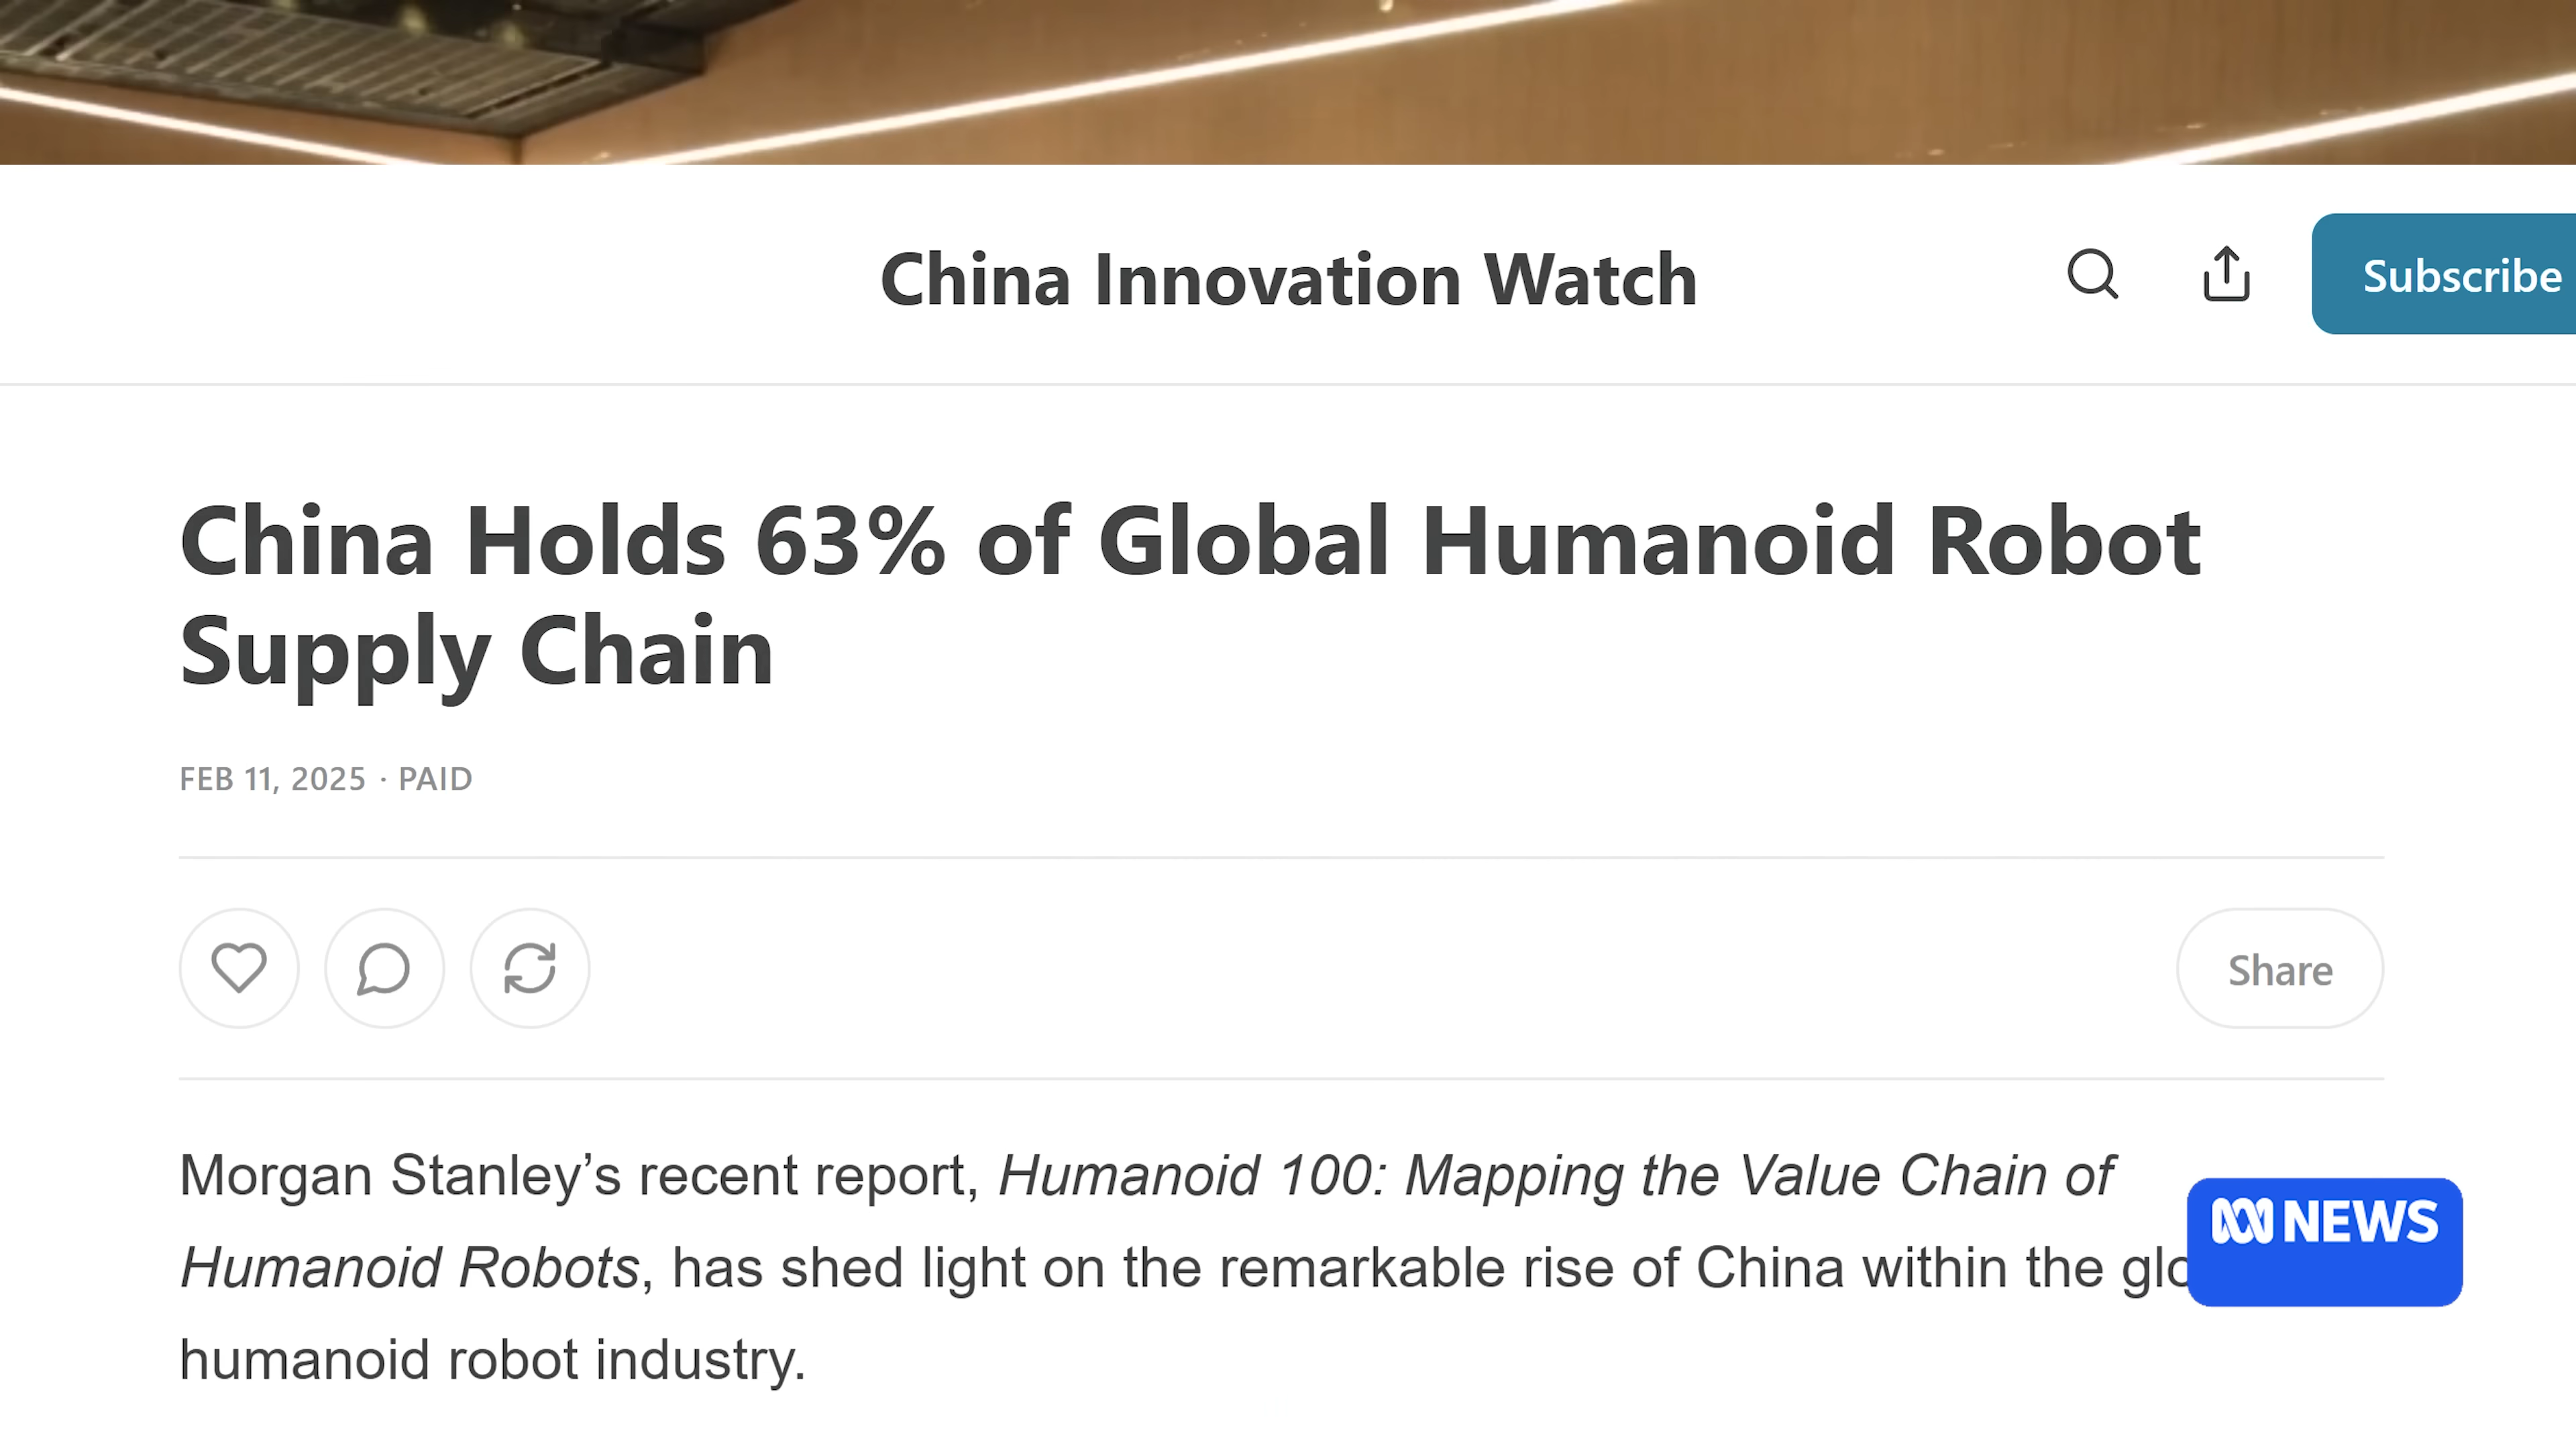 China Innovation Watch
Subscribe
China Holds 63% of Global Humanoid Robot
Supply Chain
FEB 11, 2025 · PAID
Share
Morgan Stanley’s recent report, Humanoid 100: Mapping the Value Chain of
Humanoid Robots, has shed light on the remarkable rise of China within the
humanoid robot industry.
NEWS